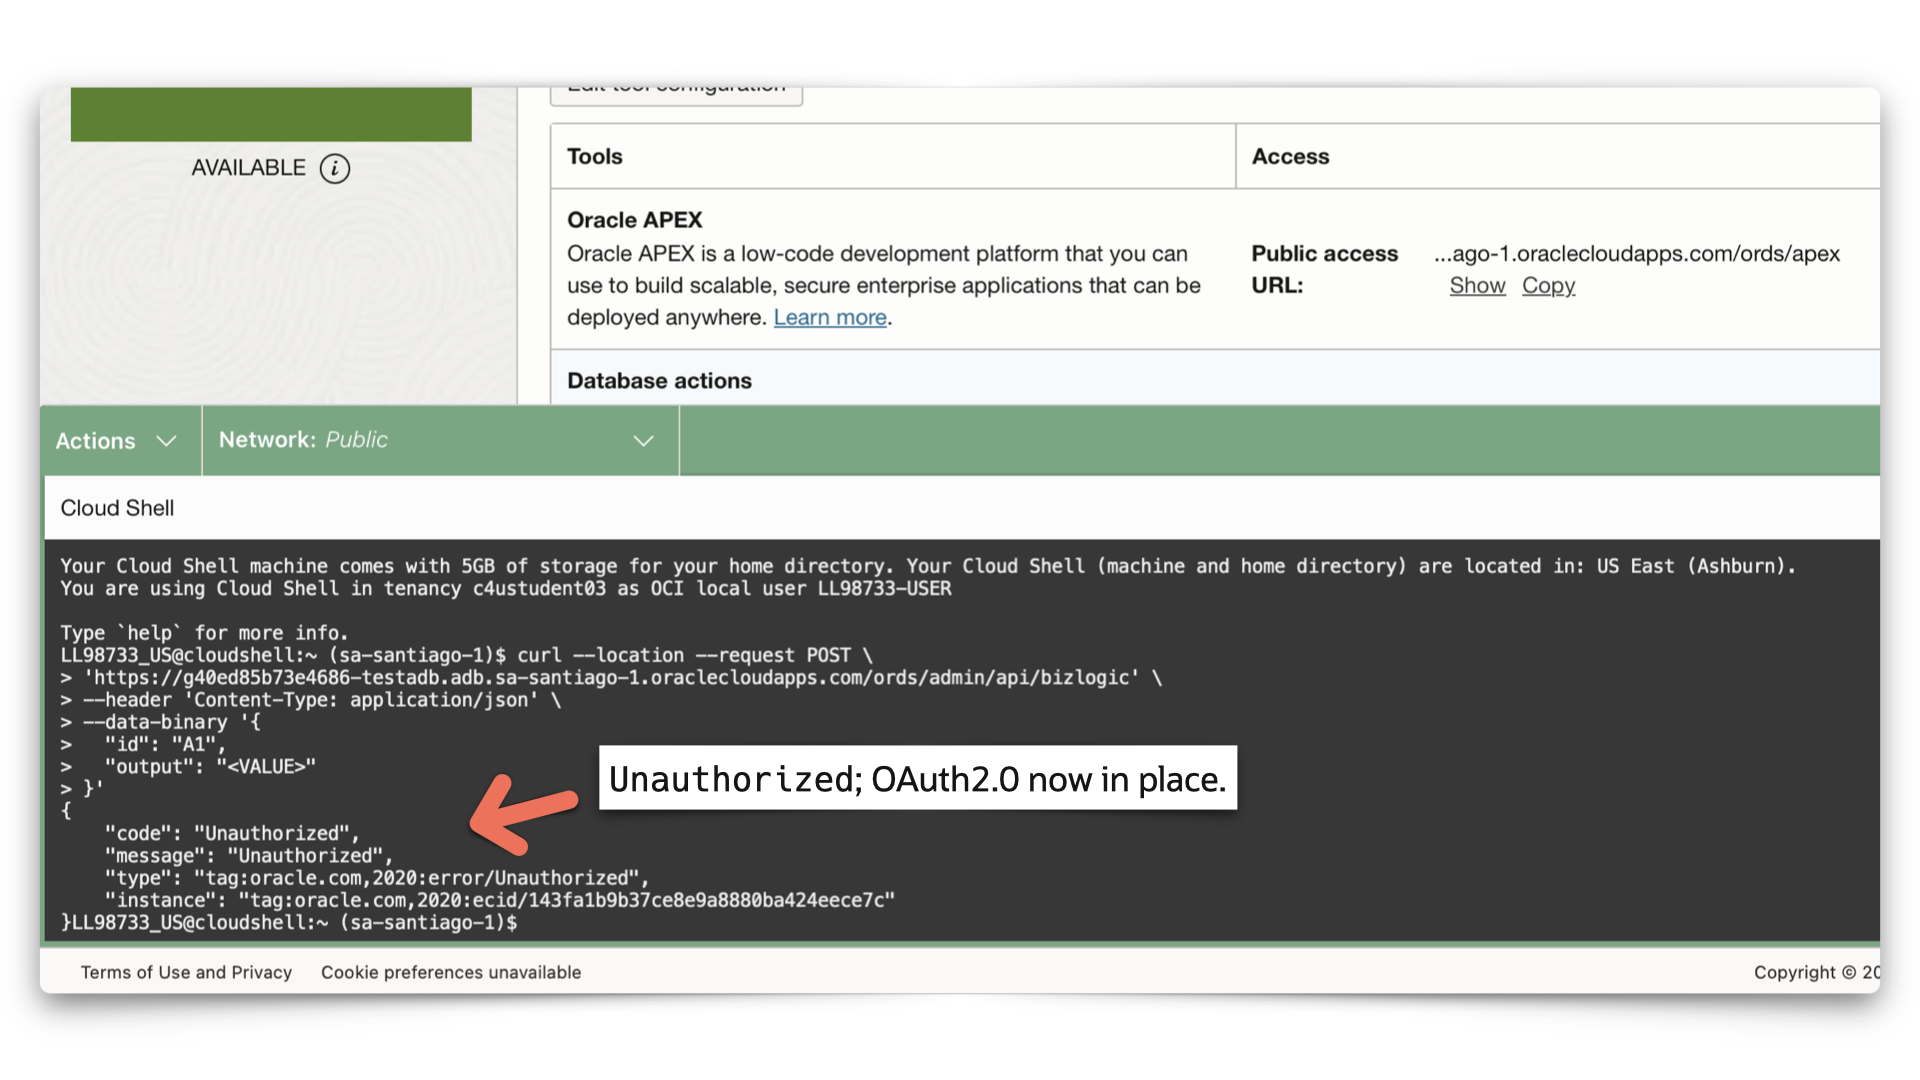 Edit tool configuration
Tools
Access
AVAILABLE
Oracle APEX
Oracle APEX is a low-code development platform that you can
use to build scalable, secure enterprise applications that can be
deployed anywhere. Learn more.
Public access
URL:
...ago-1.oraclecloudapps.com/ords/apex
Show Copy
Database actions
Actions
Network: Public
Cloud Shell
Your Cloud Shell machine comes with 5GB of storage for your home directory. Your Cloud Shell (machine and home directory) are located in: US East (Ashburn).
You are using Cloud Shell in tenancy c4ustudent03 as OCI local user LL98733-USER
Type `help` for more info.
LL98733_US@cloudshell:~ (sa-santiago-1)$ curl --location --request POST \
> 'https://g40ed85b73e4686-testadb.adb.sa-santiago-1.oraclecloudapps.com/ords/admin/api/bizlogic' \
> --header 'Content-Type: application/json' \
> --data-binary '{
>   "id": "A1",
>   "output": "<VALUE>"
> }'
{
    "code": "Unauthorized",
    "message": "Unauthorized",
    "type": "tag:oracle.com,2020:error/Unauthorized",
    "instance": "tag:oracle.com,2020:ecid/143fa1b9b37ce8e9a8880ba424eece7c"
}LL98733_US@cloudshell:~ (sa-santiago-1)$
Unauthorized; OAuth2.0 now in place.
Terms of Use and Privacy
Cookie preferences unavailable
Copyright © 20